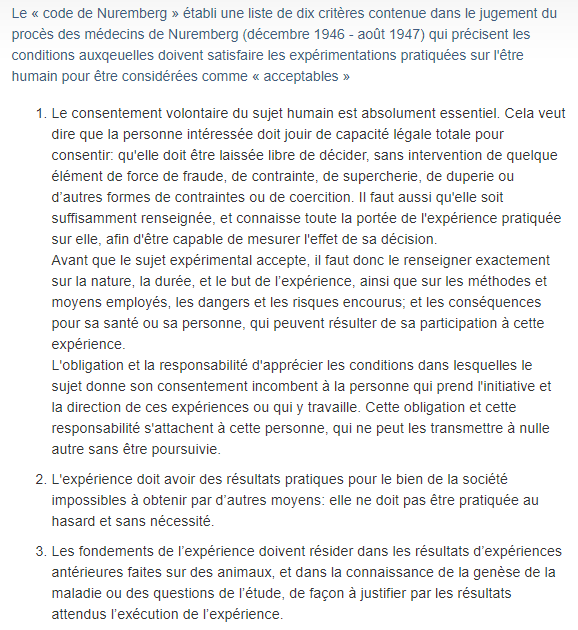 Le « code de Nuremberg » établi une liste de dix critères contenue dans le jugement du
procès des médecins de Nuremberg (décembre 1946 - août 1947) qui précisent les
conditions auxqeuelles doivent satisfaire les expérimentations pratiquées sur l'être
humain pour être considérées comme « acceptables »
1. Le consentement volontaire du sujet humain est absolument essentiel. Cela veut
dire que la personne intéressée doit jouir de capacité légale totale pour
consentir: qu'elle doit être laissée libre de décider, sans intervention de quelque
élément de force de fraude, de contrainte, de supercherie, de duperie ou
d’autres formes de contraintes ou de coercition. Il faut aussi qu'elle soit
suffisamment renseignée, et connaisse toute la portée de l'expérience pratiquée
sur elle, afin d'être capable de mesurer l'effet de sa décision.
Avant que le sujet expérimental accepte, il faut donc le renseigner exactement
sur la nature, la durée, et le but de l’expérience, ainsi que sur les méthodes et
moyens employés, les dangers et les risques encourus; et les conséquences
pour sa santé ou sa personne, qui peuvent résulter de sa participation à cette
expérience.
L'obligation et la responsabilité d'apprécier les conditions dans lesquelles le
sujet donne son consentement incombent à la personne qui prend l'initiative et
la direction de ces expériences ou qui y travaille. Cette obligation et cette
responsabilité s'attachent à cette personne, qui ne peut les transmettre à nulle
autre sans être poursuivie.
2. L'expérience doit avoir des résultats pratiques pour le bien de la société
impossibles à obtenir par d’autres moyens: elle ne doit pas être pratiquée au
hasard et sans nécessité.
3. Les fondements de l’expérience doivent résider dans les résultats d’expériences
antérieures faites sur des animaux, et dans la connaissance de la genèse de la
maladie ou des questions de l’étude, de façon à justifier par les résultats
attendus l’exécution de l’expérience.